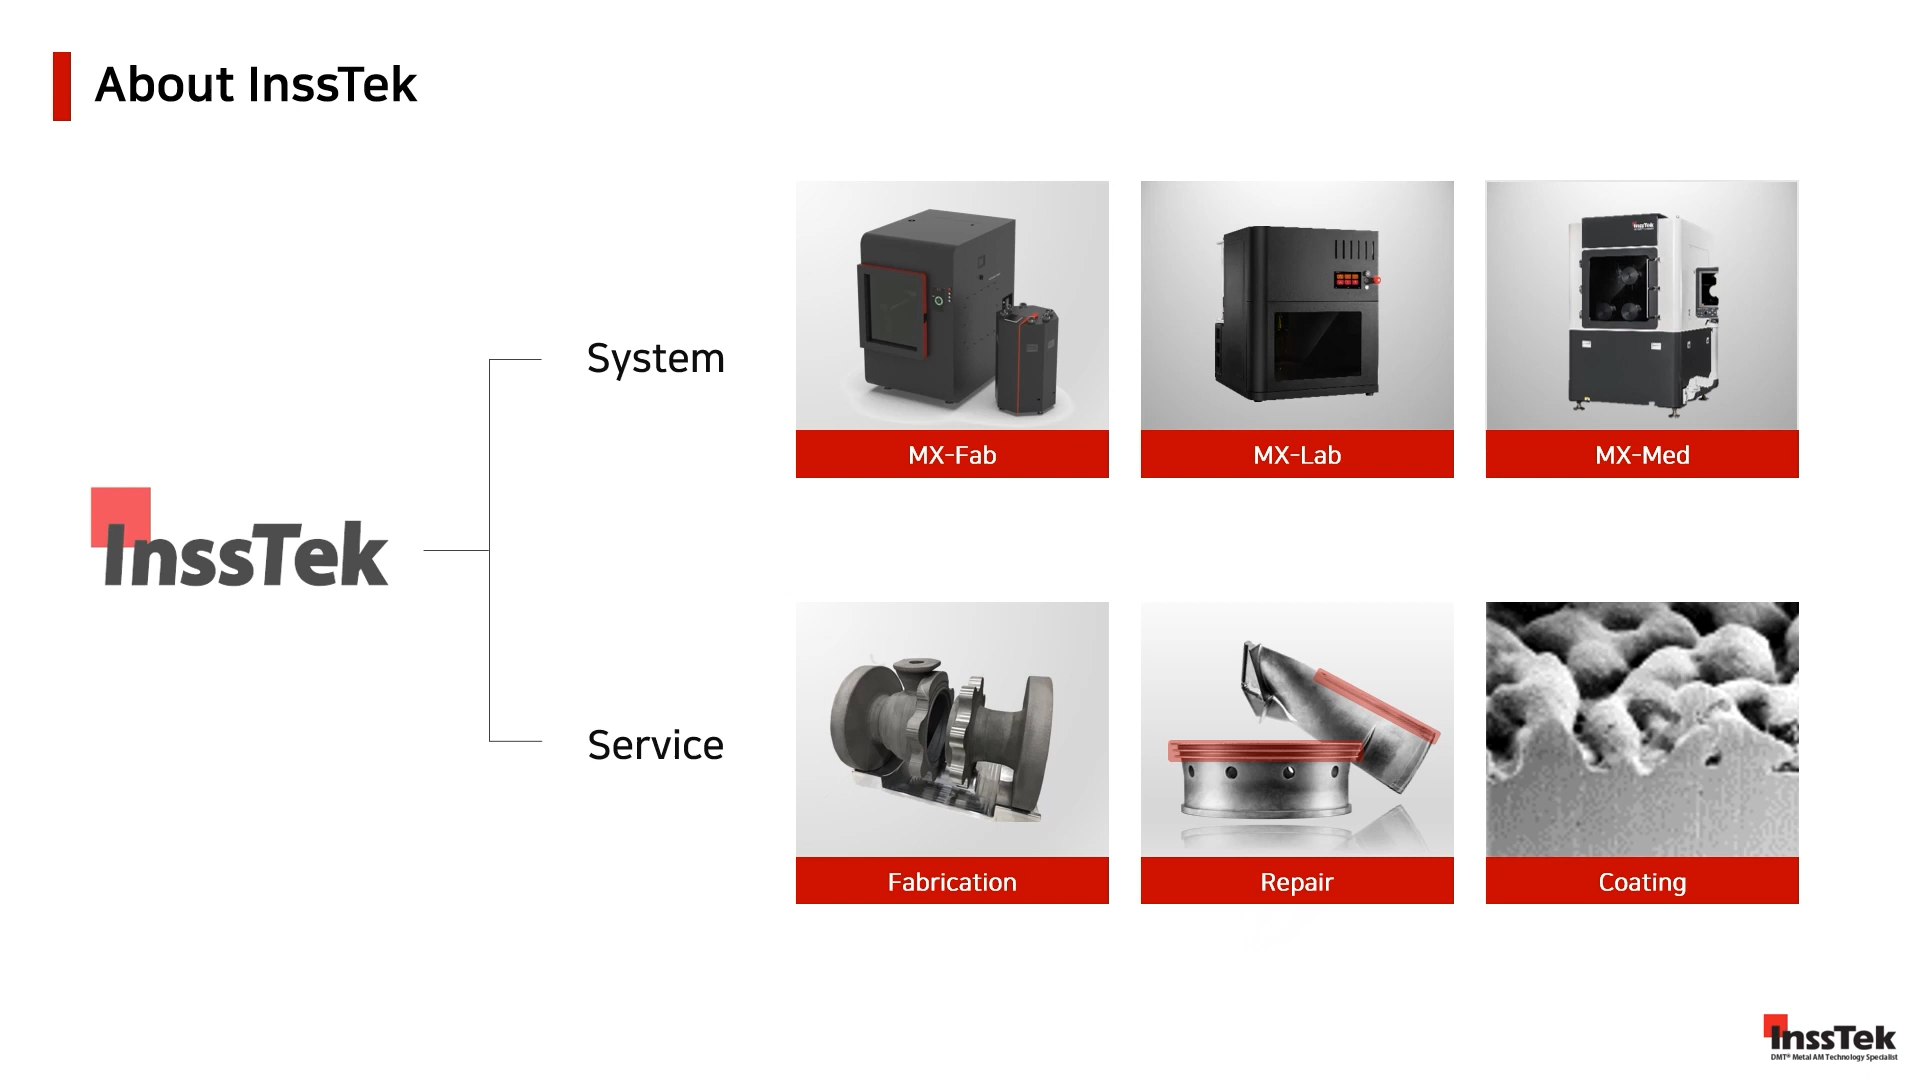 About InssTek
InssTek
System
InssTek
MX-Fab
MX-Lab
MX-Med
Service
Fabrication
Repair
Coating
InssTek
DMT® Metal AM Technology Specialist